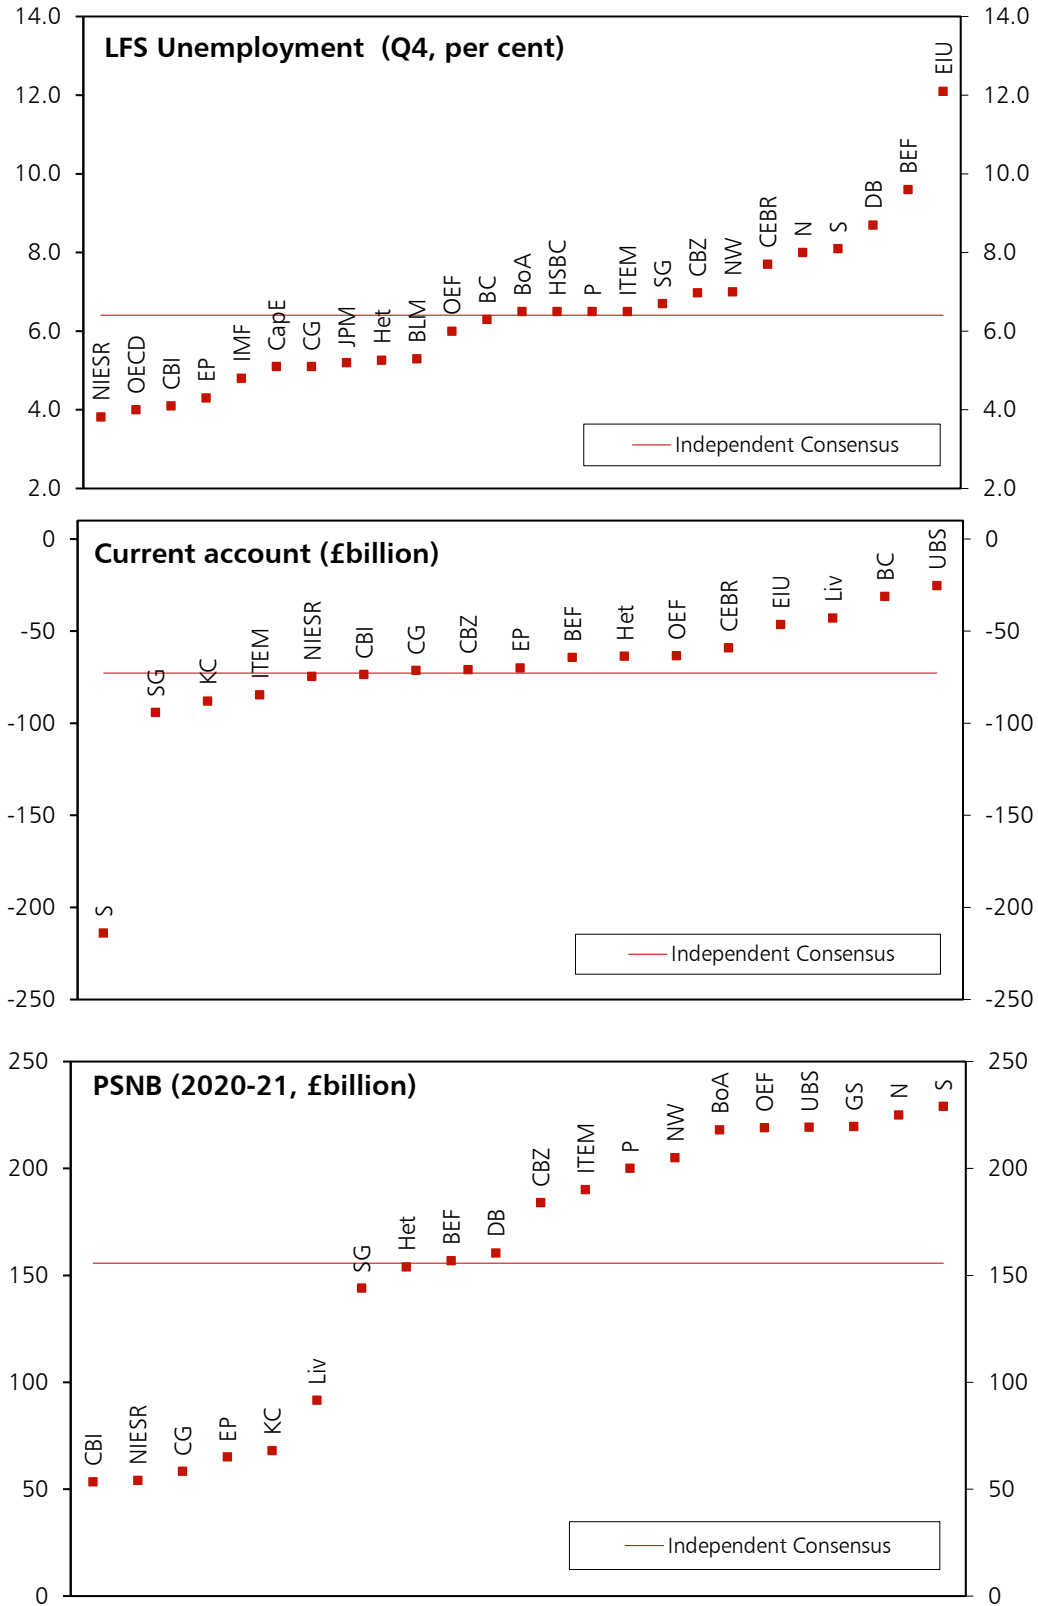 LFS Unemployment (Q4, per cent)
14.0 14.0
12.0 12.0
10.0 10.0
8.0 8.0
6.0 6.0
4.0 4.0
2.0 2.0
NIESR OECD CBI EP IMF CapE CG JPM Het BLM OEF BC BoA HSBC P ITEM SG CBZ NW CEBR N S DB BEF EIU
Independent Consensus
Current account (£billion)
0 0
-50 -50
-100 -100
-150 -150
-200 -200
-250 -250
S SG KC ITEM NIESR CBI CG CBZ EP BEF Het OEF CEBR EIU Liv BC UBS
Independent Consensus
PSNB (2020-21, £billion)
250 250
200 200
150 150
100 100
50 50
0 0
CBI NIESR CG EP KC Liv SG Het BEF DB CBZ ITEM P NW BoA OEF UBS GS N S
Independent Consensus